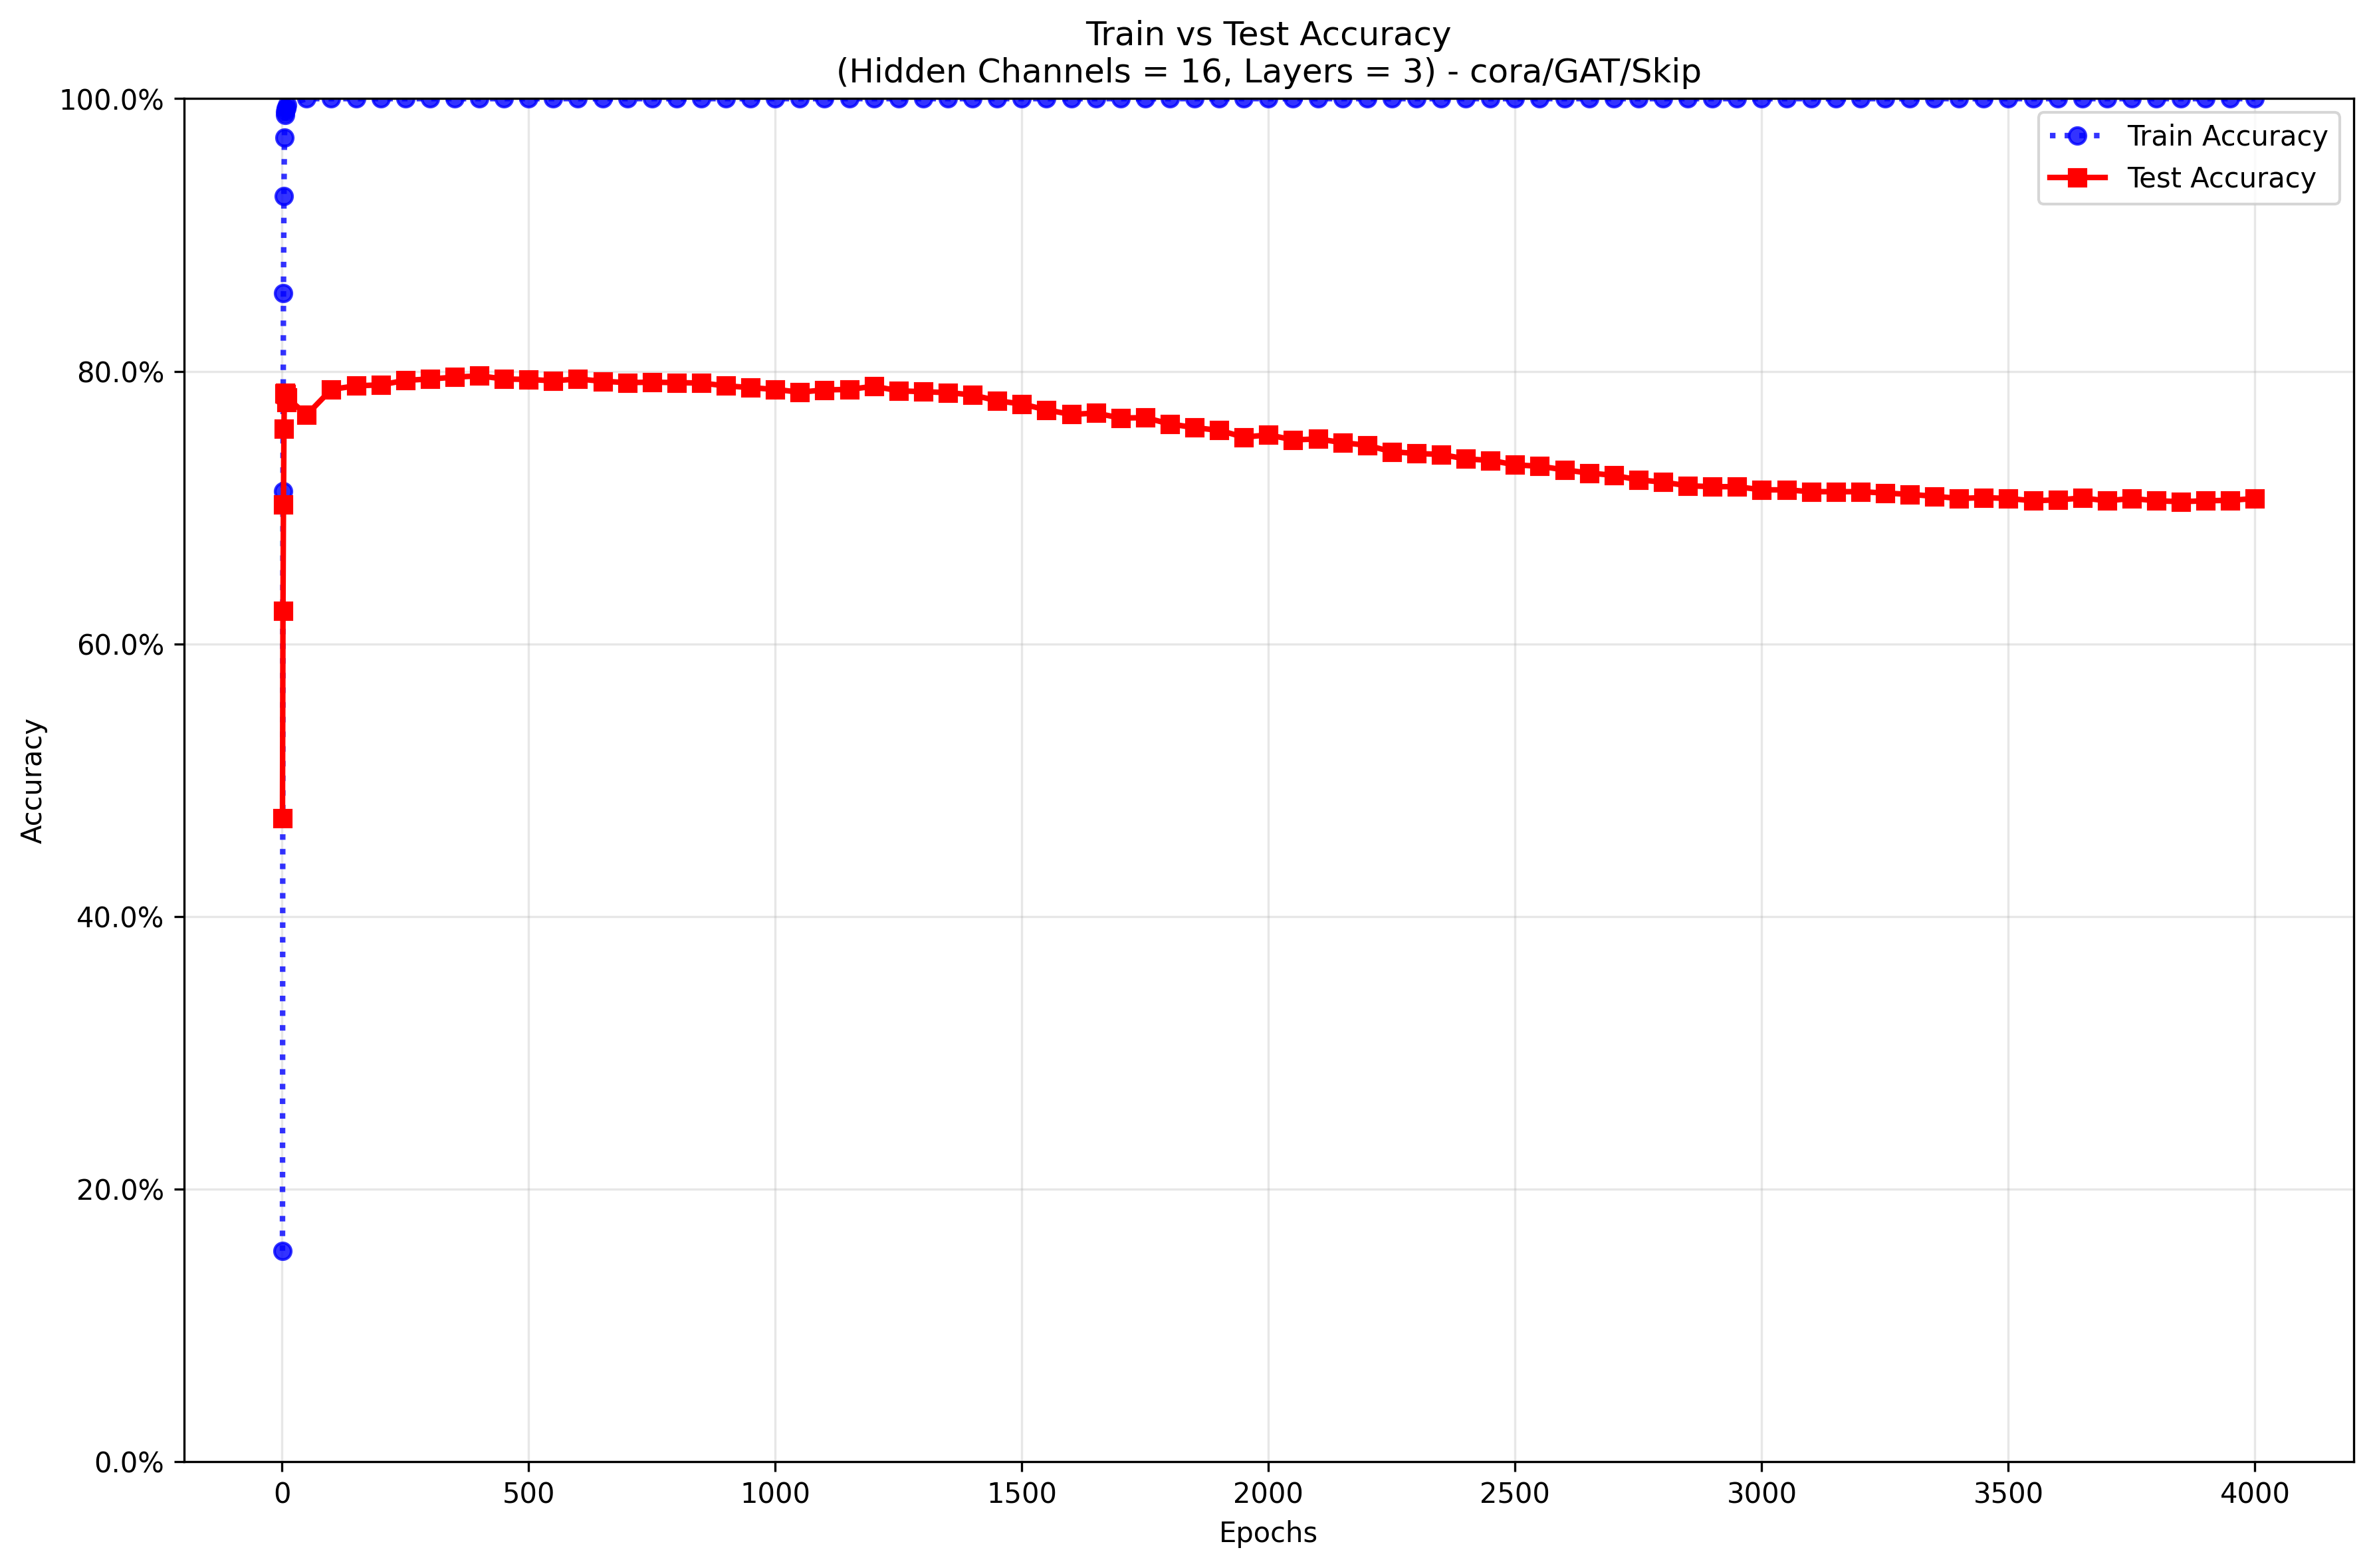 Train vs Test Accuracy
(Hidden Channels = 16, Layers = 3) - cora/GAT/Skip
100.0%
80.0%
60.0%
40.0%
20.0%
0.0%
Accuracy
Train Accuracy
Test Accuracy
0 500 1000 1500 2000 2500 3000 3500 4000
Epochs